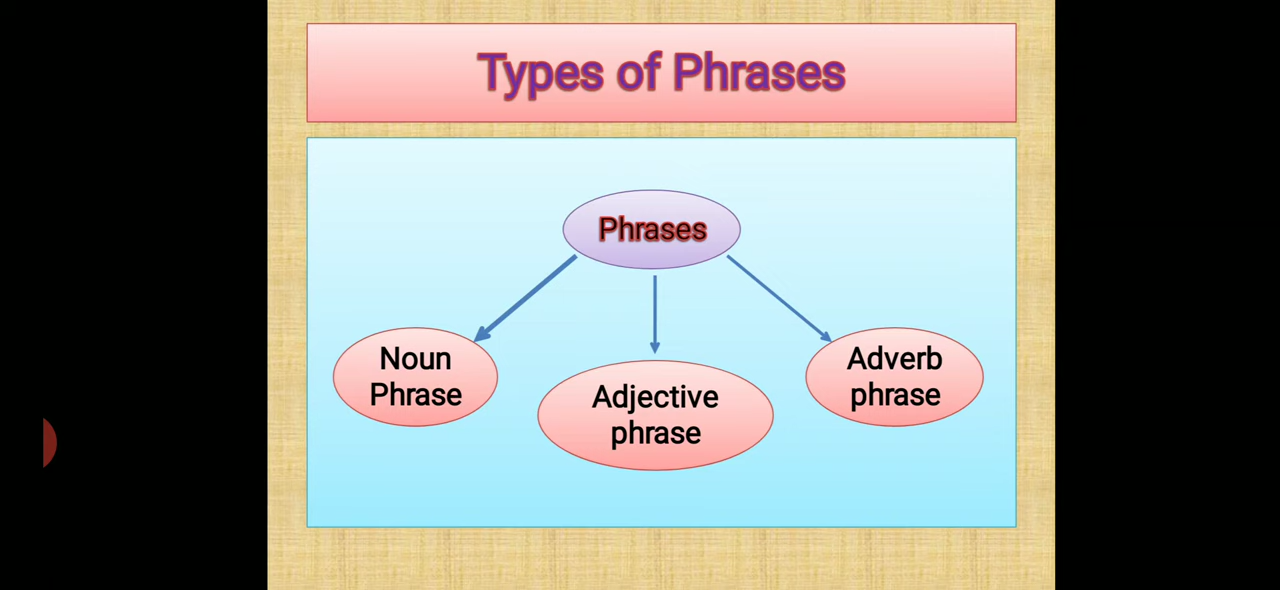 Types of Phrases
Phrases
Noun
Phrase
Adjective
phrase
Adverb
phrase